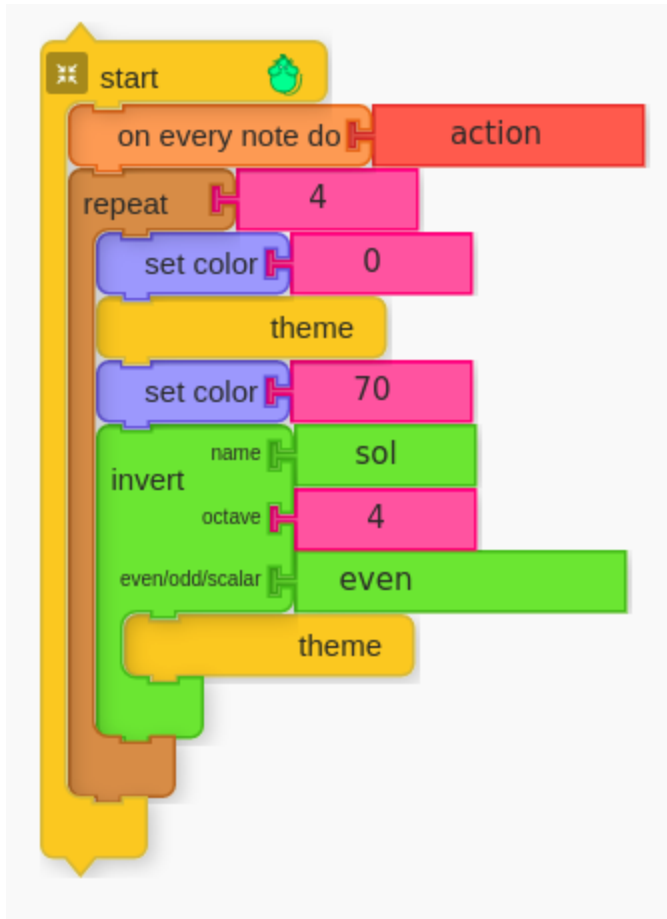 start
on every note do action
repeat 4
set color 0
theme
set color 70
name sol
invert
octave 4
even/odd/scalar even
theme